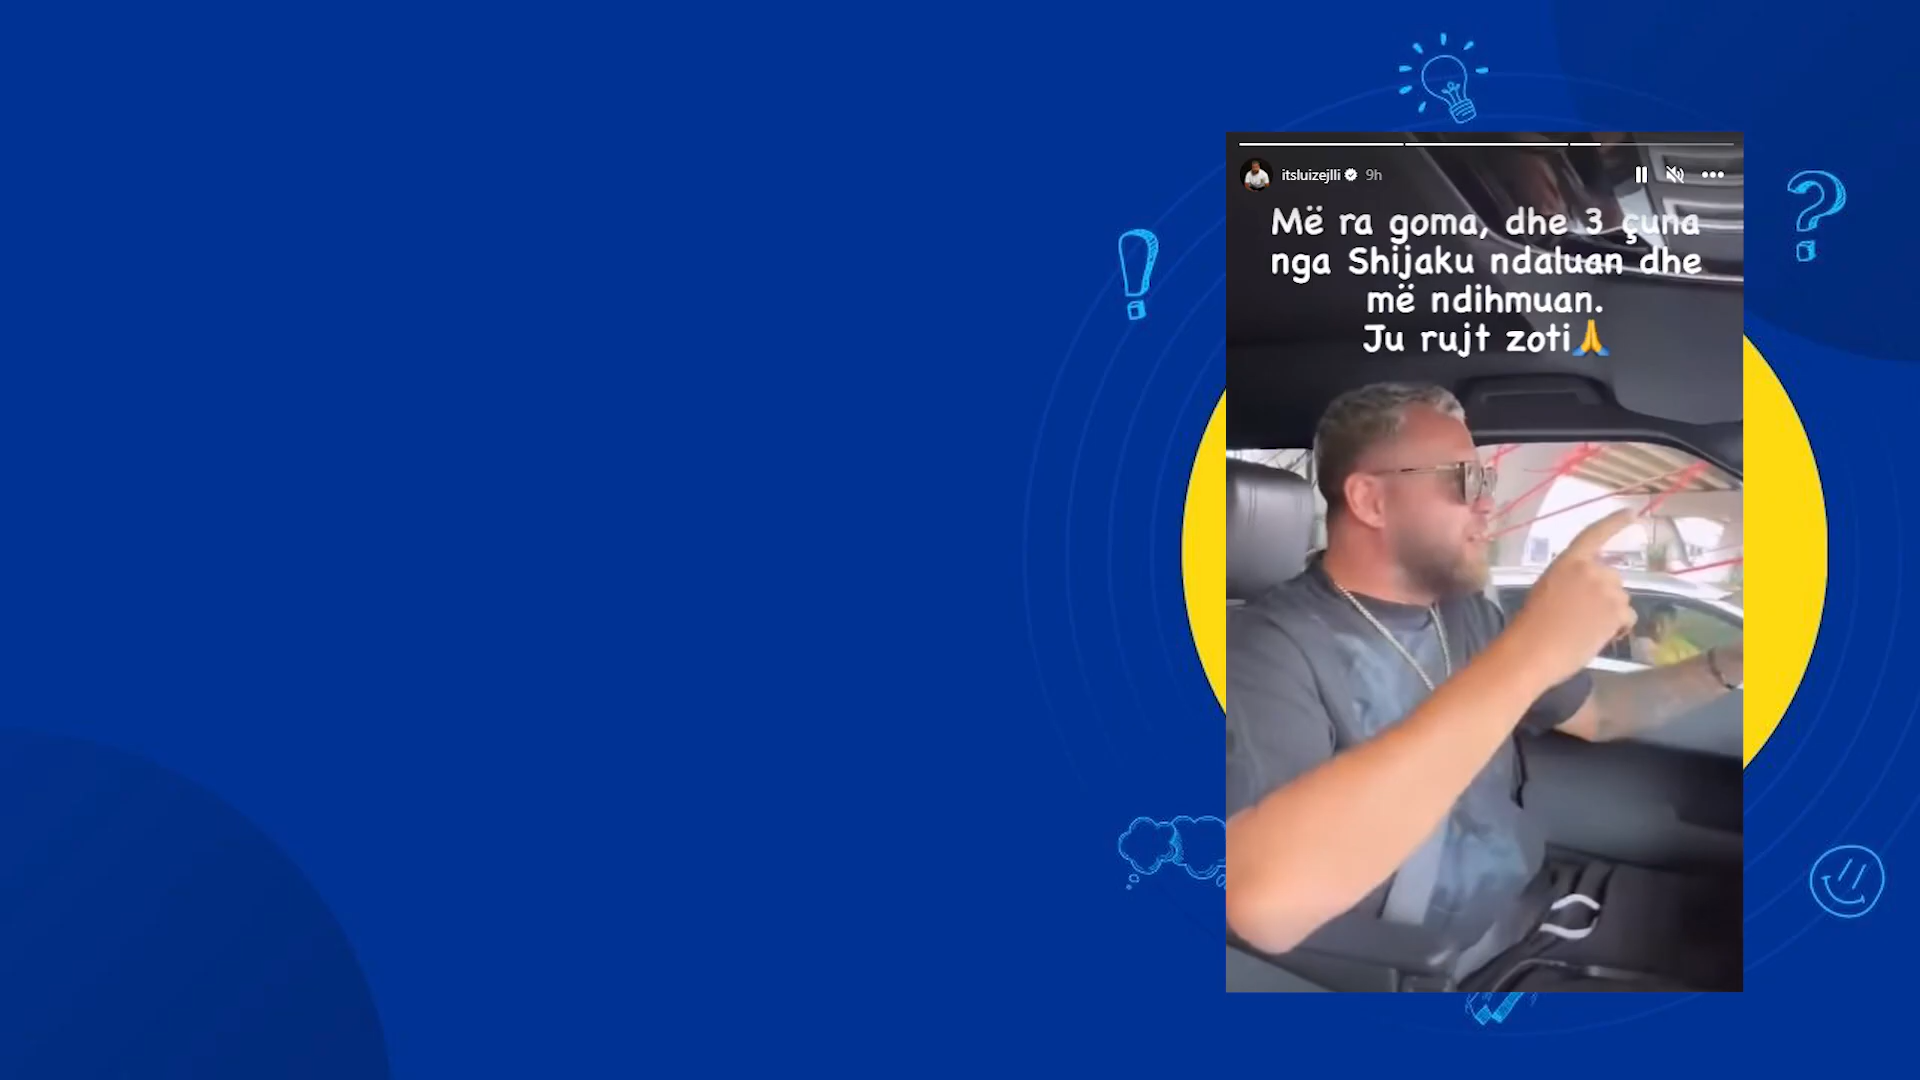 itsluizejlli 9h
Më ra goma, dhe 3 çuna
nga Shijaku ndaluan dhe
më ndihmuan.
Ju rujt zoti🙏